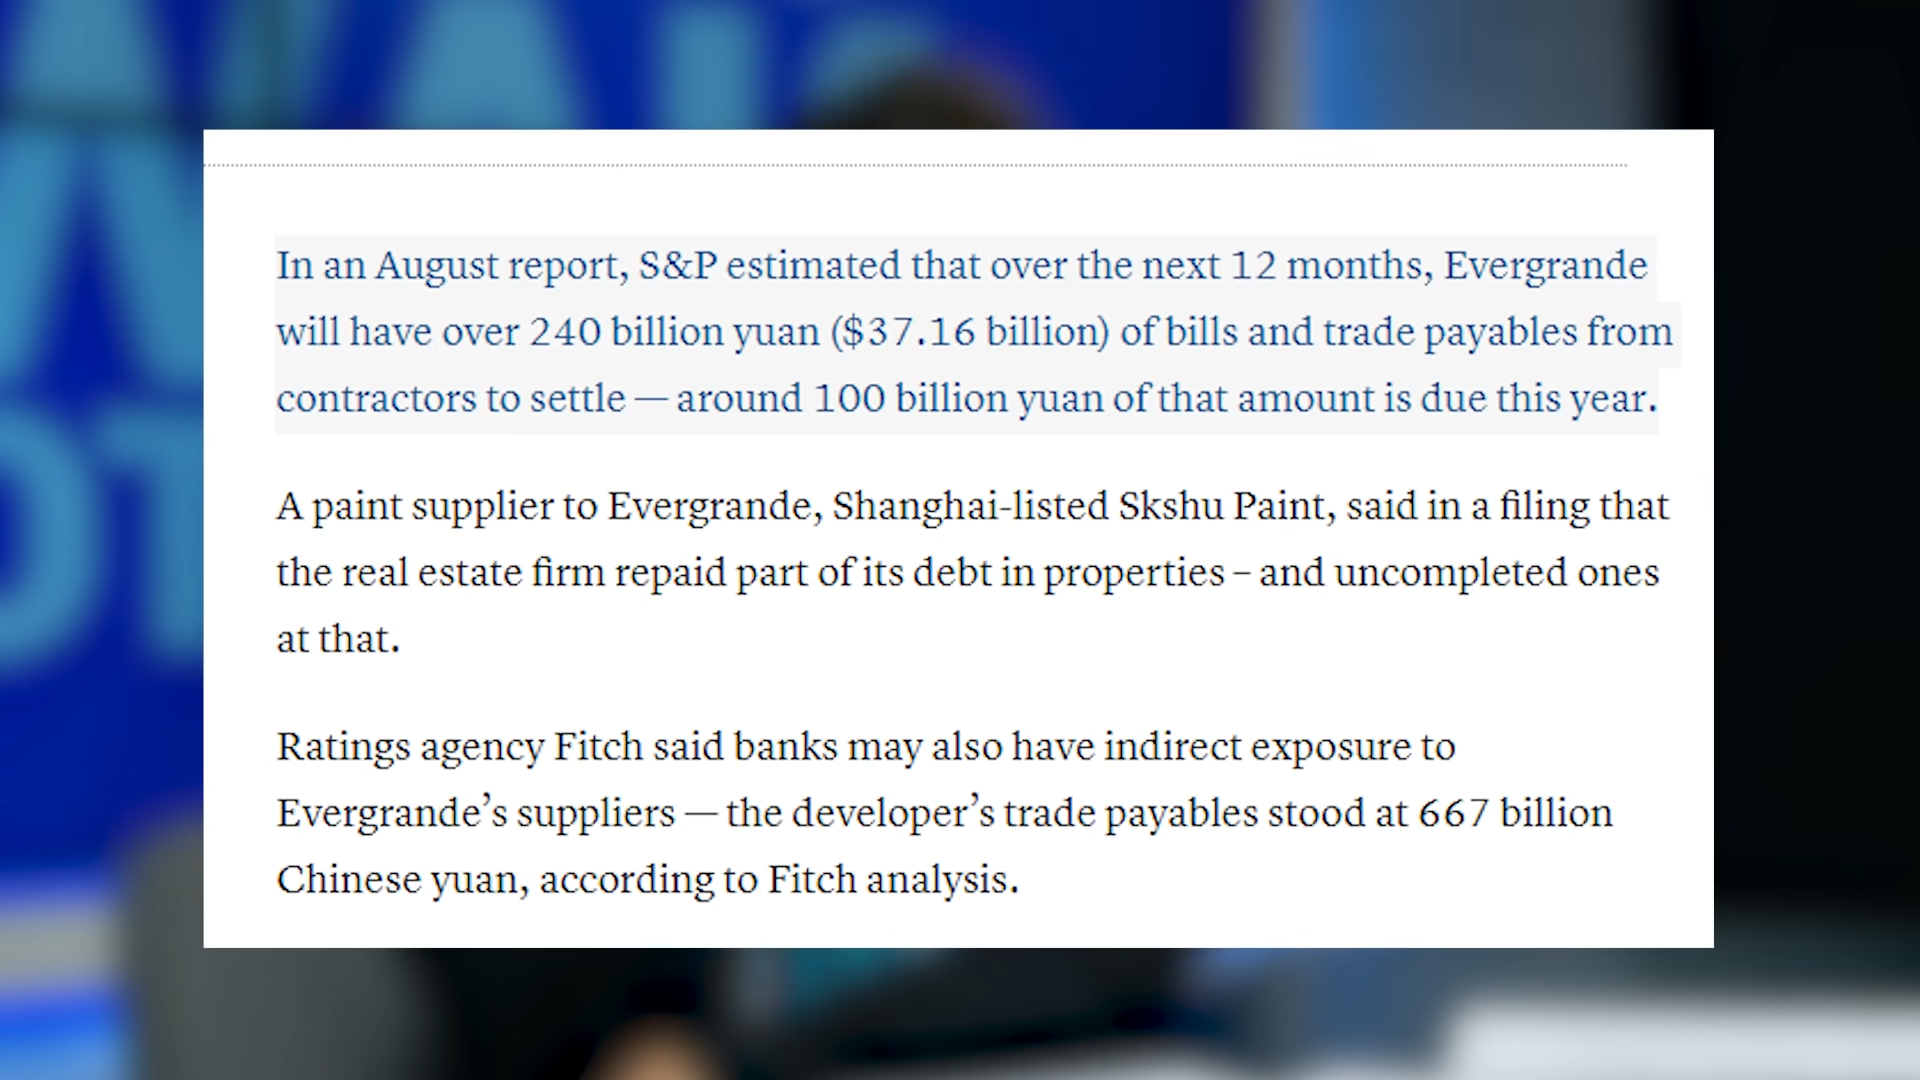 In an August report, S&P estimated that over the next 12 months, Evergrande
will have over 240 billion yuan ($37.16 billion) of bills and trade payables from
contractors to settle — around 100 billion yuan of that amount is due this year.
A paint supplier to Evergrande, Shanghai-listed Skshu Paint, said in a filing that
the real estate firm repaid part of its debt in properties – and uncompleted ones
at that.
Ratings agency Fitch said banks may also have indirect exposure to
Evergrande’s suppliers — the developer’s trade payables stood at 667 billion
Chinese yuan, according to Fitch analysis.